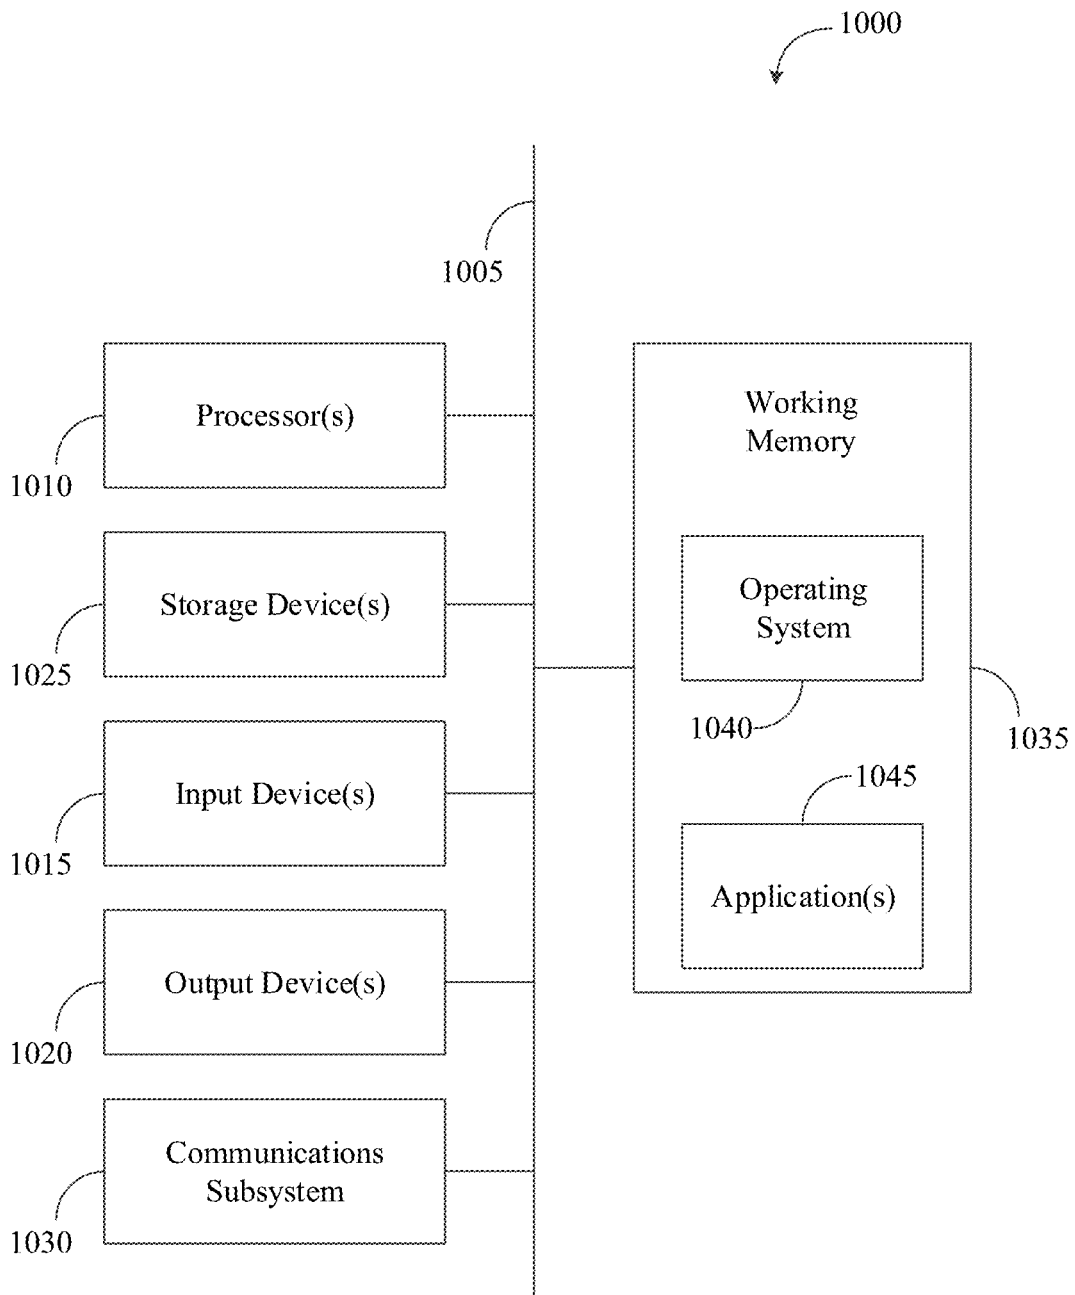 1000
1005
Processor(s)
1010
Storage Device(s)
1025
Input Device(s)
1015
Output Device(s)
1020
Communications
Subsystem
1030
Working
Memory
Operating
System
1040
1035
1045
Application(s)